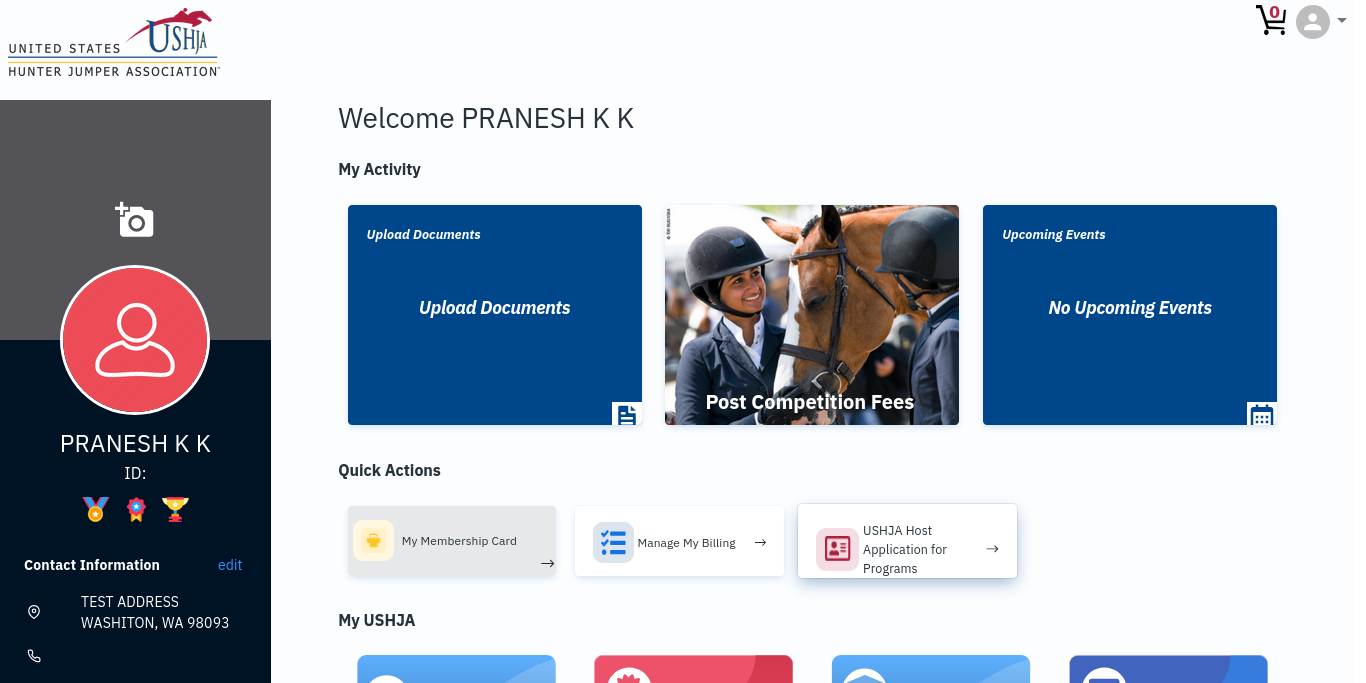 USHJA
UNITED STATES
HUNTER JUMPER ASSOCIATION
0
Welcome PRANESH K K
My Activity
Upload Documents
Upload Documents
Post Competition Fees
Upcoming Events
No Upcoming Events
PRANESH K K
ID:
Contact Information
edit
TEST ADDRESS
WASHITON, WA 98093
Quick Actions
My Membership Card
Manage My Billing
USHJA Host
Application for
Programs
My USHJA